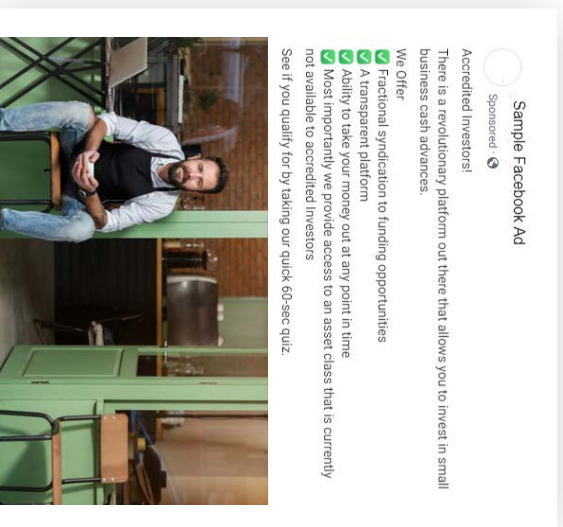 Sample Facebook Ad
Sponsored ·
Accredited Investors!
There is a revolutionary platform out there that allows you to invest in small
business cash advances.
We Offer
✅ Fractional syndication to funding opportunities
✅ A transparent platform
✅ Ability to take your money out at any point in time
✅ Most importantly we provide access to an asset class that is currently
not available to accredited Investors
See if you qualify for by taking our quick 60-sec quiz.